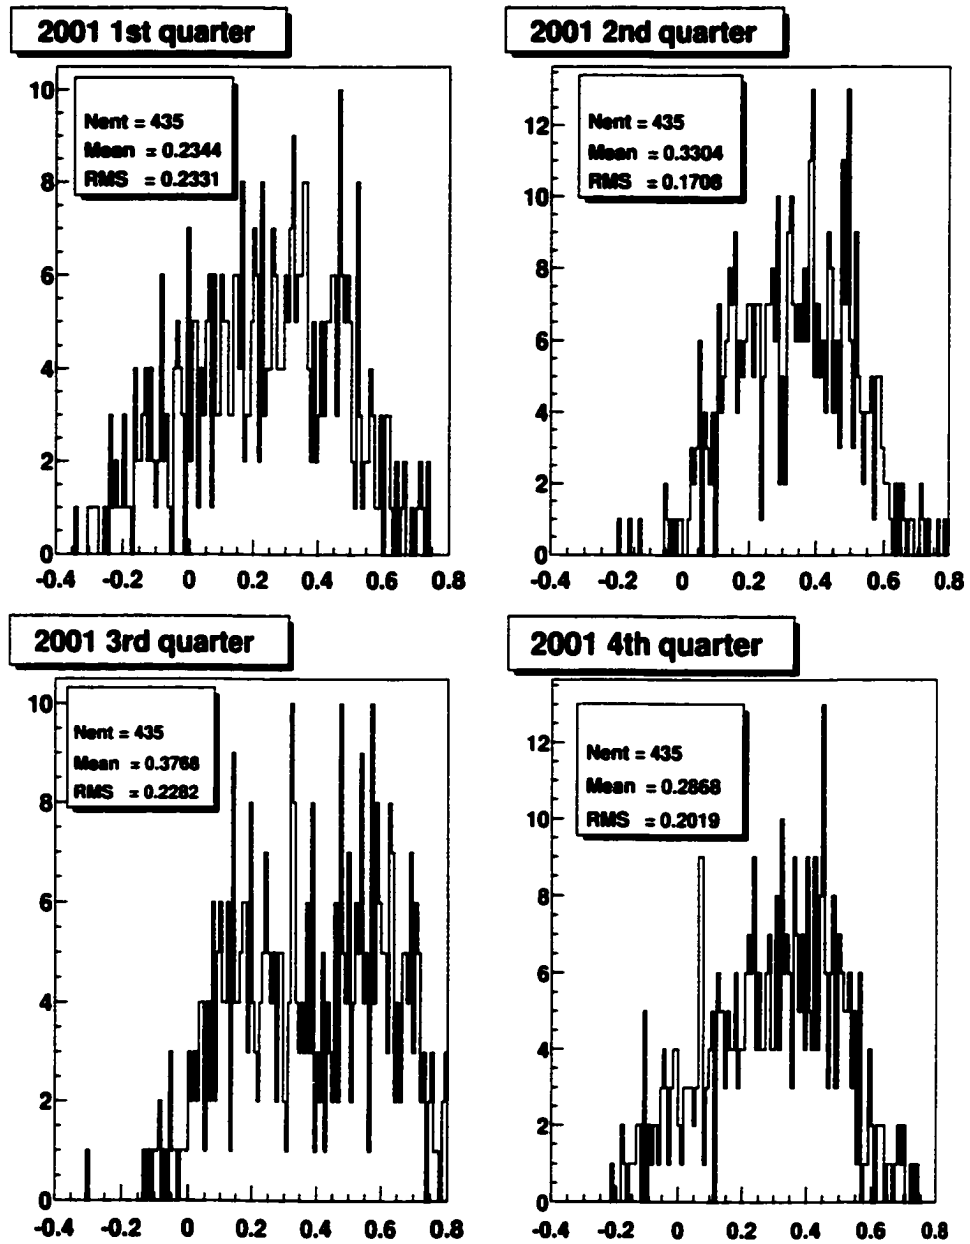 2001 1st quarter
10
8
6
4
2
0
Nent = 435
Mean = 0.2344
RMS = 0.2331
-0.4 -0.2 0 0.2 0.4 0.6 0.8
2001 2nd quarter
12
10
8
6
4
2
0
Nent = 435
Mean = 0.3304
RMS = 0.1708
-0.4 -0.2 0 0.2 0.4 0.6 0.8
2001 3rd quarter
10
8
6
4
2
0
Nent = 435
Mean = 0.3768
RMS = 0.2282
-0.4 -0.2 0 0.2 0.4 0.6 0.8
2001 4th quarter
12
10
8
6
4
2
0
Nent = 435
Mean = 0.2868
RMS = 0.2019
-0.4 -0.2 0 0.2 0.4 0.6 0.8